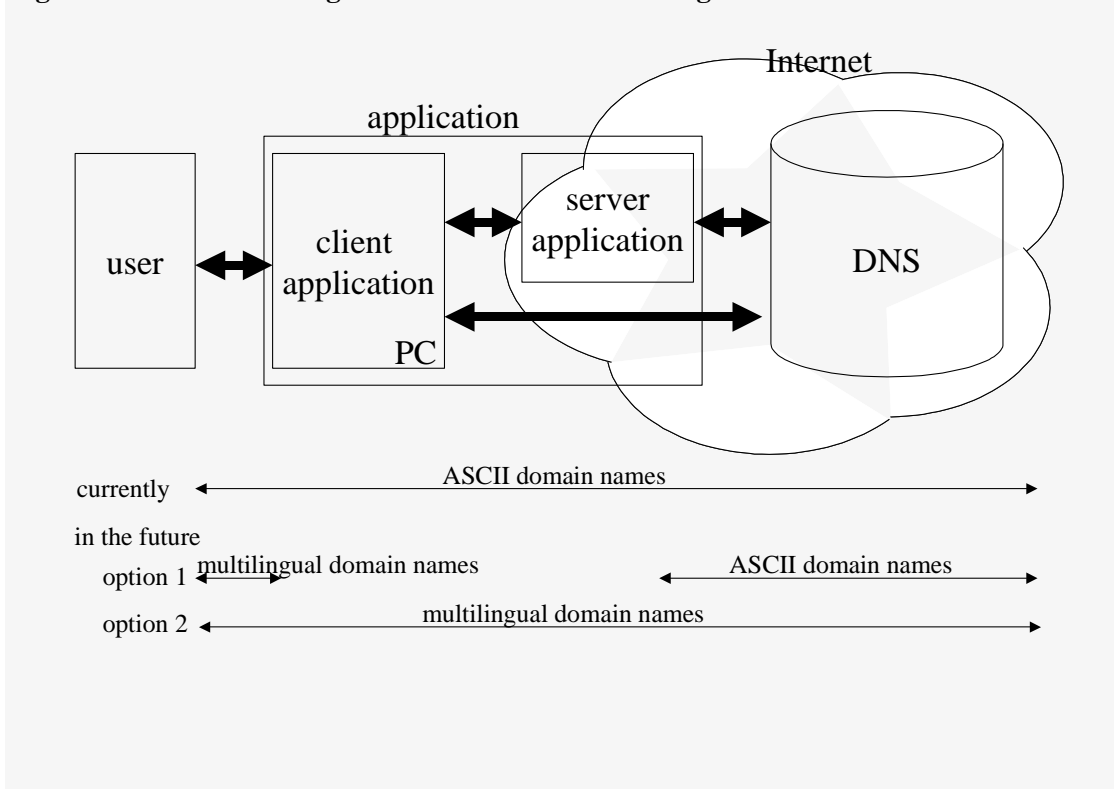 Internet
application
user
client
application
PC
server
application
DNS
currently
ASCII domain names
in the future
option 1
multilingual domain names
ASCII domain names
option 2
multilingual domain names